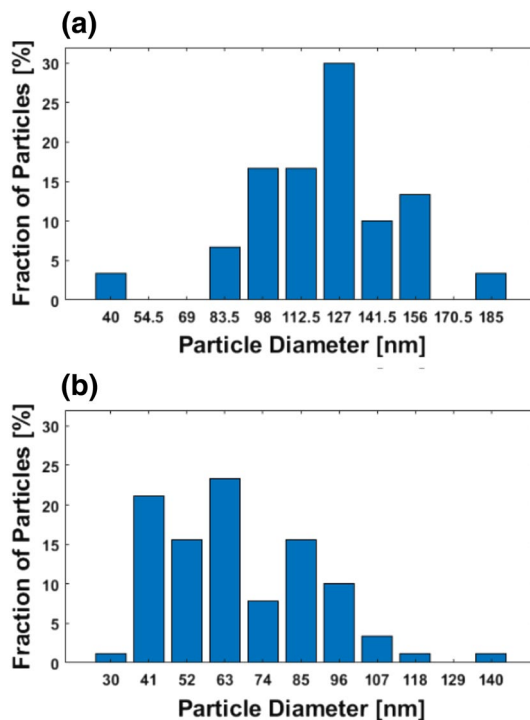 (a)
Fraction of Particles [%]
30
25
20
15
10
5
0
40 54.5 69 83.5 98 112.5 127 141.5 156 170.5 185
Particle Diameter [nm]
(b)
Fraction of Particles [%]
30
25
20
15
10
5
0
30 41 52 63 74 85 96 107 118 129 140
Particle Diameter [nm]